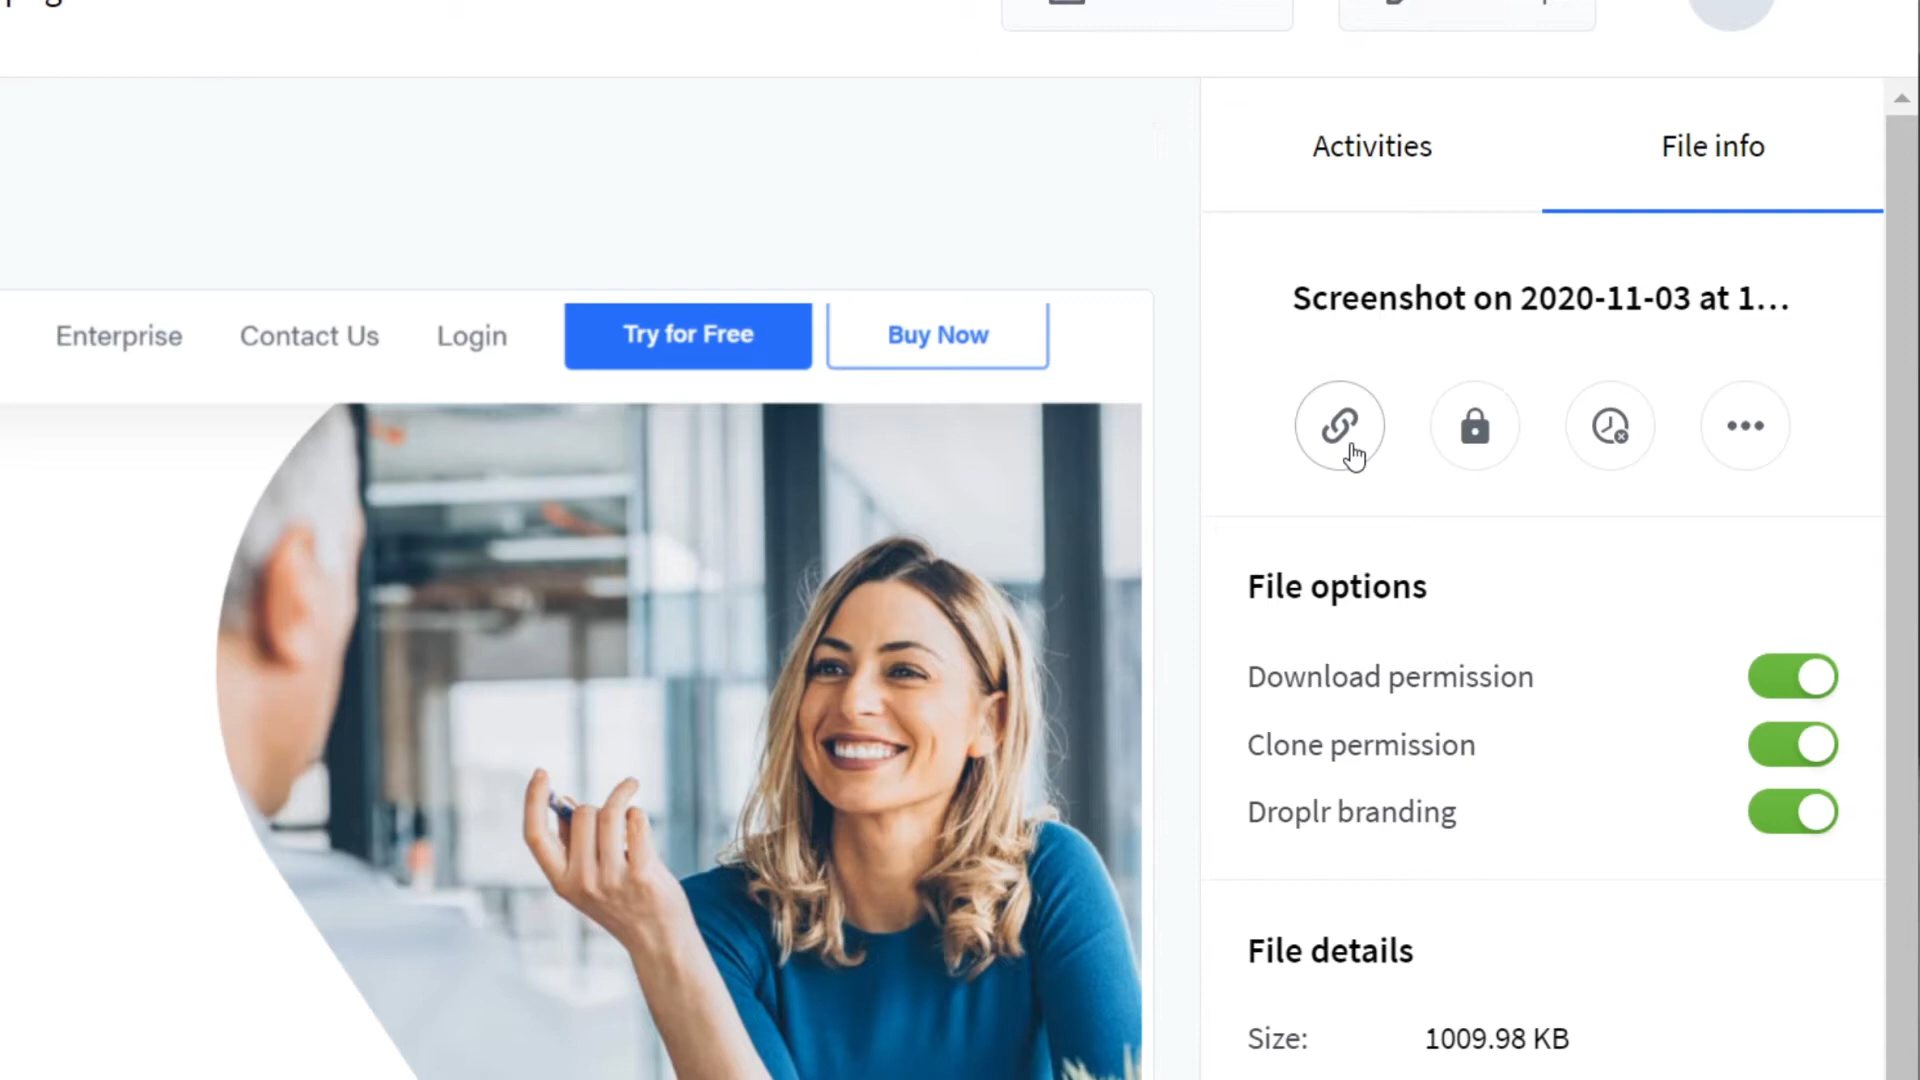 Activities
File info
Screenshot on 2020-11-03 at 1...
Enterprise
Contact Us
Login
Try for Free
Buy Now
File options
Download permission
Clone permission
Droplr branding
File details
Size: 1009.98 KB